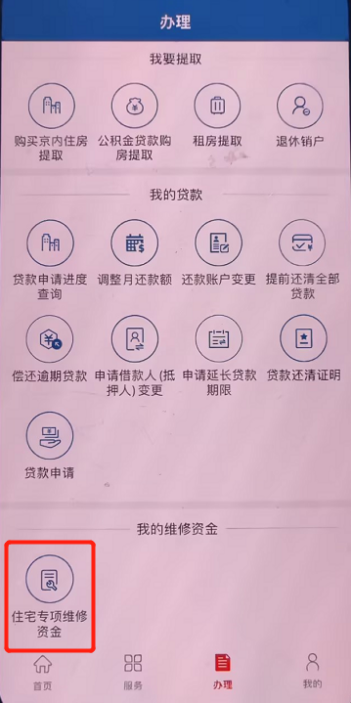 办理
我要提取
购买京内住房
提取
公积金贷款购
房提取
租房提取
退休销户
我的贷款
贷款申请进度
查询
调整月还款额
还款账户变更
提前还清全部
贷款
偿还逾期贷款
申请借款人(抵
押人)变更
申请延长贷款
期限
贷款还清证明
贷款申请
我的维修资金
住宅专项维修
资金
首页
服务
办理
我的